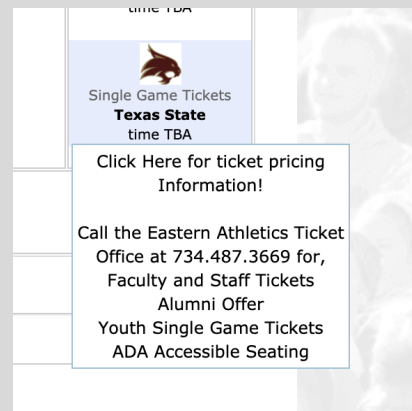 time TBA
Single Game Tickets
Texas State
time TBA
Click Here for ticket pricing
Information!
Call the Eastern Athletics Ticket
Office at 734.487.3669 for,
Faculty and Staff Tickets
Alumni Offer
Youth Single Game Tickets
ADA Accessible Seating